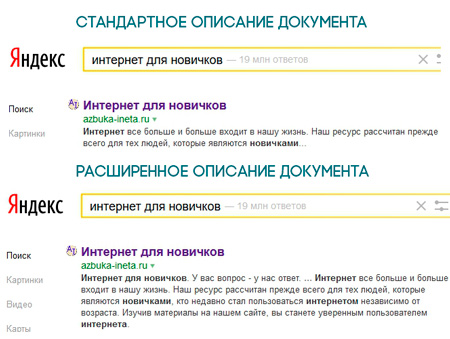 СТАНДАРТНОЕ ОПИСАНИЕ ДОКУМЕНТА
Яндекс
интернет для новичков — 19 млн ответов
Поиск
Интернет для новичков
azbuka-ineta.ru
Картинки
Интернет все больше и больше входит в нашу жизнь. Наш ресурс рассчитан прежде
всего для тех людей, которые являются новичками...
РАСШИРЕННОЕ ОПИСАНИЕ ДОКУМЕНТА
Яндекс
интернет для новичков — 19 млн ответов
Поиск
Интернет для новичков
azbuka-ineta.ru
Картинки
Видео
Карты
Интернет для новичков. У вас вопрос - у нас ответ. ... Интернет все больше и больше
входит в нашу жизнь. Наш ресурс рассчитан прежде всего для тех людей, которые
являются новичками, кто недавно стал пользоваться интернетом независимо от
возраста. Изучив материалы на нашем сайте, вы станете уверенным пользователем
интернета.